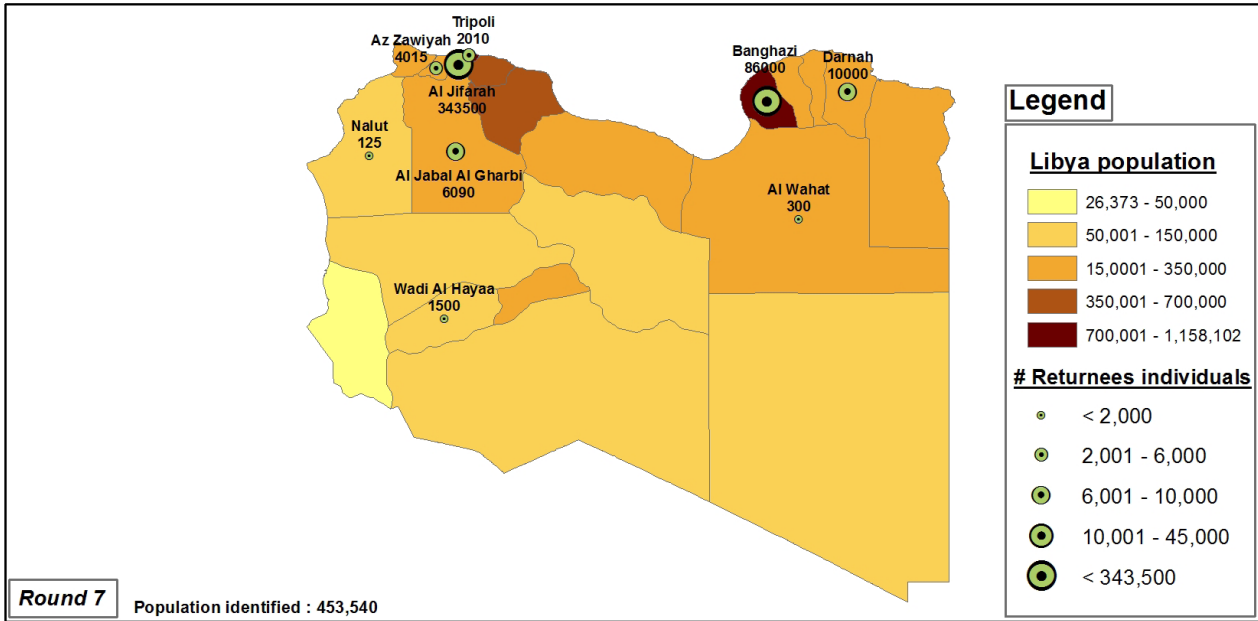 Tripoli
2010
Az Zawiyah
4015
Al Jifarah
343500
Nalut
125
Al Jabal Al Gharbi
6090
Wadi Al Hayaa
1500
Banghazi
86000
Darnah
10000
Al Wahat
300
Legend
Libya population
26,373 - 50,000
50,001 - 150,000
15,0001 - 350,000
350,001 - 700,000
700,001 - 1,158,102
# Returnees individuals
< 2,000
2,001 - 6,000
6,001 - 10,000
10,001 - 45,000
< 343,500
Round 7
Population identified : 453,540